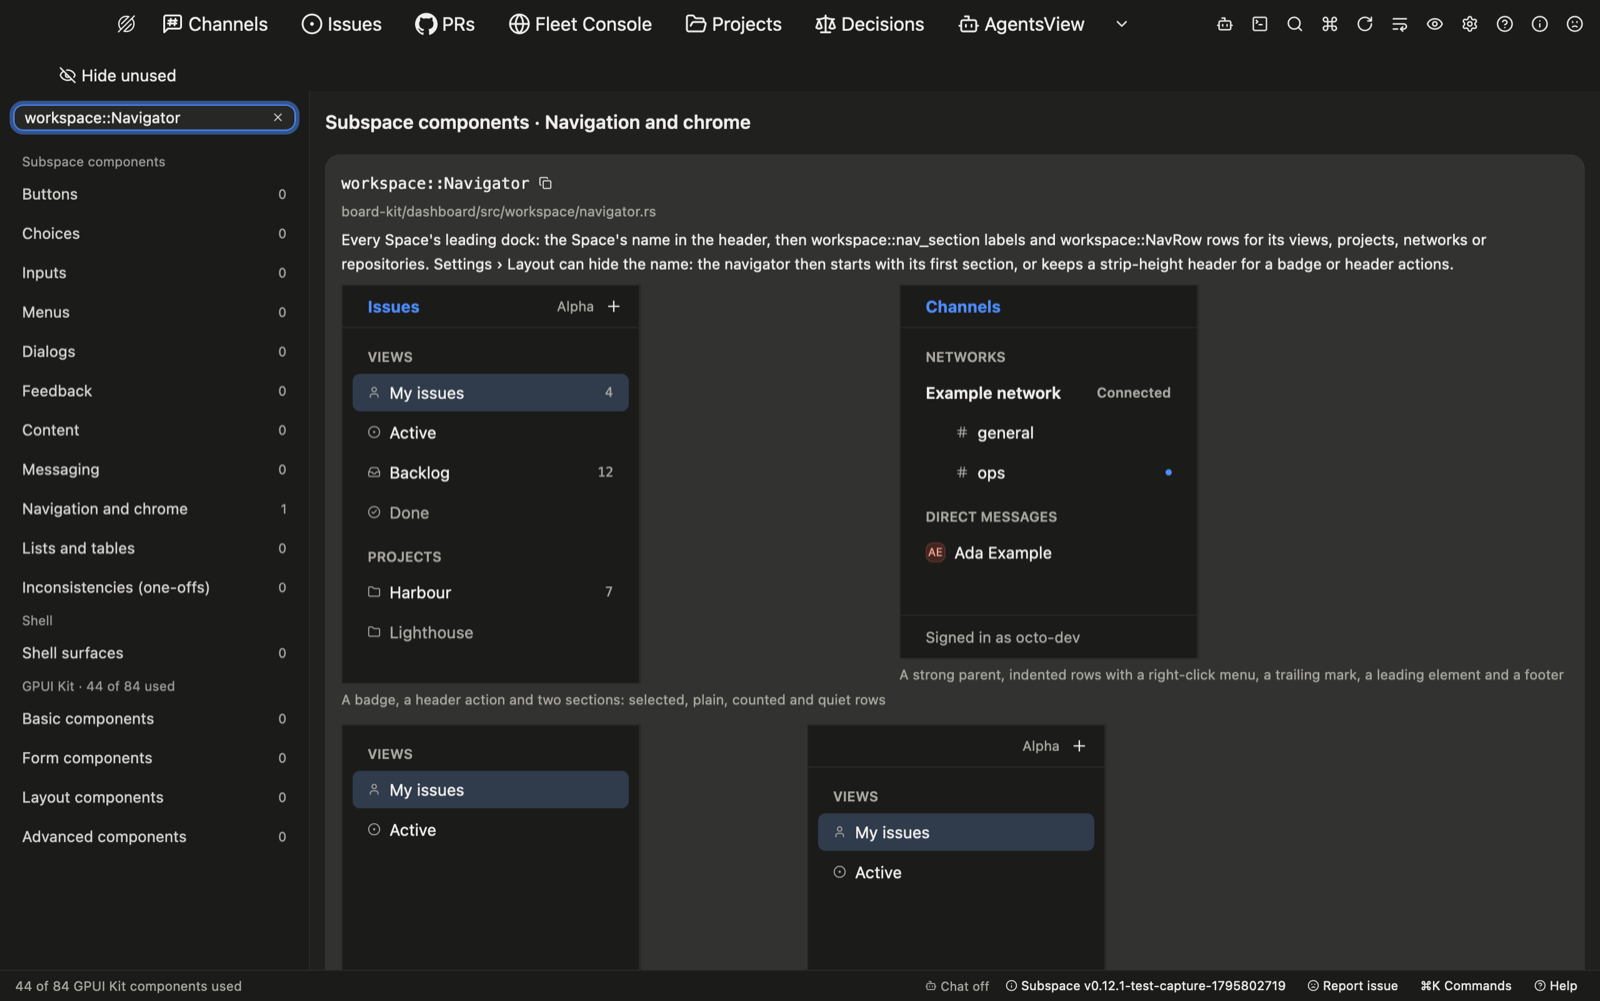 Channels
Issues
PRs
Fleet Console
Projects
Decisions
AgentsView
Hide unused
workspace::Navigator
Subspace components
Buttons 0
Choices 0
Inputs 0
Menus 0
Dialogs 0
Feedback 0
Content 0
Messaging 0
Navigation and chrome 1
Lists and tables 0
Inconsistencies (one-offs) 0
Shell
Shell surfaces 0
GPUI Kit · 44 of 84 used
Basic components 0
Form components 0
Layout components 0
Advanced components 0
Subspace components · Navigation and chrome
workspace::Navigator
board-kit/dashboard/src/workspace/navigator.rs
Every Space's leading dock: the Space's name in the header, then workspace::nav_section labels and workspace::NavRow rows for its views, projects, networks or
repositories. Settings › Layout can hide the name: the navigator then starts with its first section, or keeps a strip-height header for a badge or header actions.
Issues Alpha +
VIEWS
My issues 4
Active
Backlog 12
Done
PROJECTS
Harbour 7
Lighthouse
A badge, a header action and two sections: selected, plain, counted and quiet rows
Channels
NETWORKS
Example network Connected
# general
# ops
DIRECT MESSAGES
AE Ada Example
Signed in as octo-dev
A strong parent, indented rows with a right-click menu, a trailing mark, a leading element and a footer
VIEWS
My issues
Active
Alpha +
VIEWS
My issues
Active
44 of 84 GPUI Kit components used
Chat off
Subspace v0.12.1-test-capture-1795802719
Report issue
⌘K Commands
Help